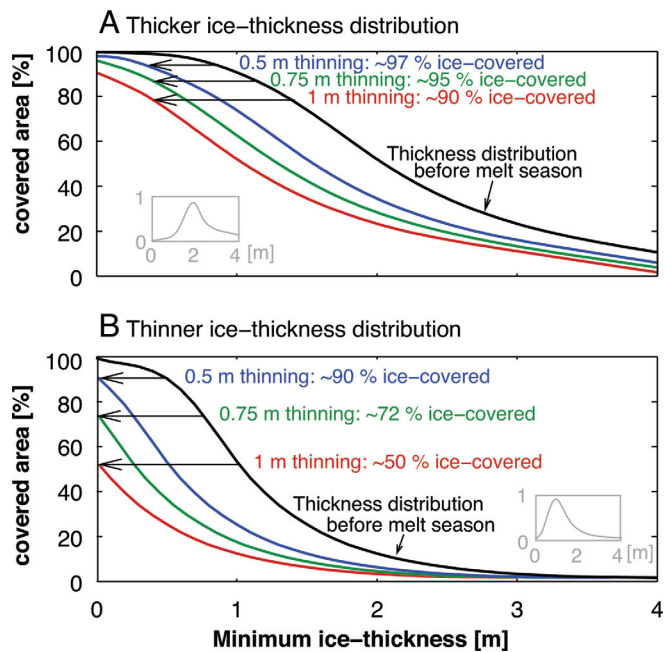 A Thicker ice–thickness distribution
100
80
60
40
20
0
covered area [%]
0.5 m thinning: ~97 % ice–covered
0.75 m thinning: ~95 % ice–covered
1 m thinning: ~90 % ice–covered
Thickness distribution
before melt season
1
0
0 2 4 [m]
B Thinner ice–thickness distribution
100
80
60
40
20
0
covered area [%]
0.5 m thinning: ~90 % ice–covered
0.75 m thinning: ~72 % ice–covered
1 m thinning: ~50 % ice–covered
Thickness distribution
before melt season
1
0
0 2 4 [m]
0 1 2 3 4
Minimum ice–thickness [m]